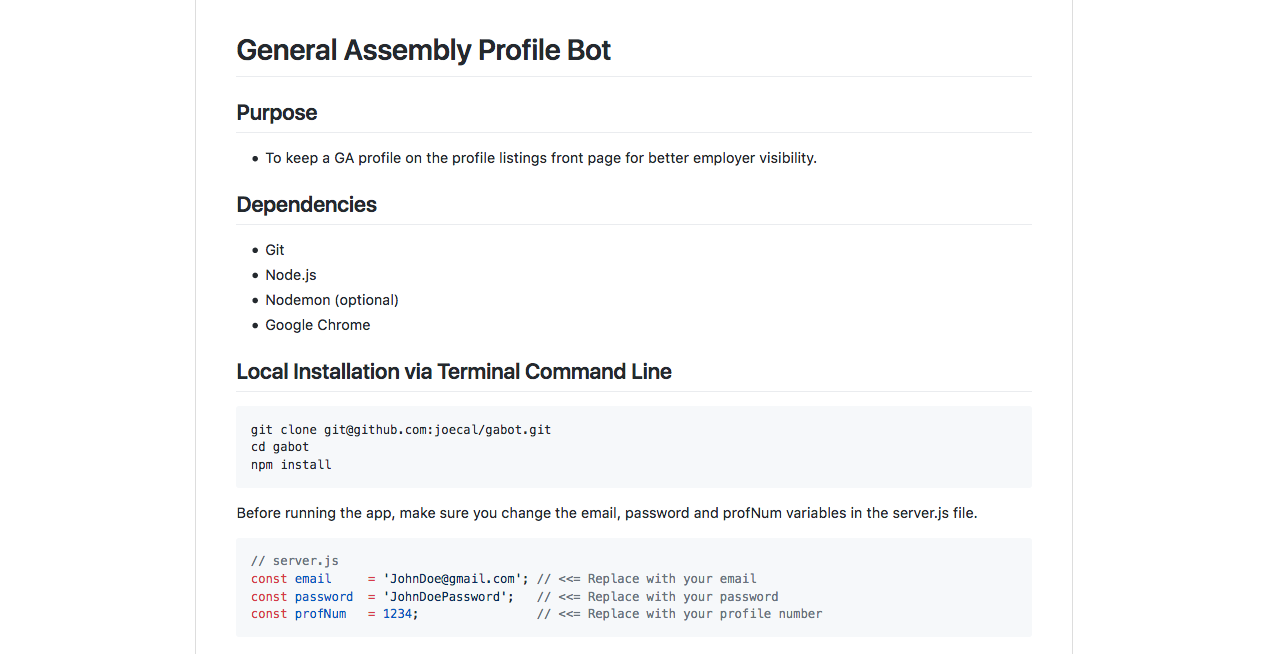 General Assembly Profile Bot
Purpose
• To keep a GA profile on the profile listings front page for better employer visibility.
Dependencies
• Git
• Node.js
• Nodemon (optional)
• Google Chrome
Local Installation via Terminal Command Line
git clone git@github.com:joecal/gabot.git
cd gabot
npm install
Before running the app, make sure you change the email, password and profNum variables in the server.js file.
// server.js
const email     = 'JohnDoe@gmail.com'; // <<= Replace with your email
const password  = 'JohnDoePassword';   // <<= Replace with your password
const profNum   = 1234;                // <<= Replace with your profile number